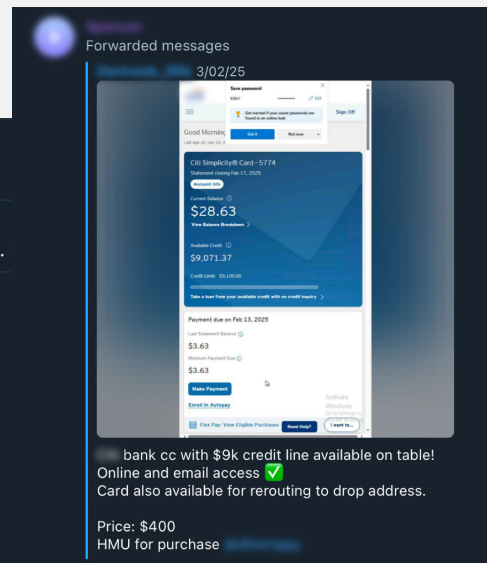 Forwarded messages
3/02/25
Save password
Edit
Get warned if your saved passwords are
found in an online leak
Got it
Not now
Sign Off
Good Morning
Citi Simplicity® Card - 5774
Statement closing Feb 17, 2025
Account Info
Current Balance
$28.63
View Balance Breakdown
Available Credit
$9,071.37
Credit Limit: $9,100.00
Take a loan from your available credit with no credit inquiry
Payment due on Feb 13, 2025
Last Statement Balance
$3.63
Minimum Payment Due
$3.63
Make Payment
Enroll in Autopay
Activate
Windows
Flex Pay: View Eligible Purchases
Need Help?
I want to...
bank cc with $9k credit line available on table!
Online and email access ✅
Card also available for rerouting to drop address.
Price: $400
HMU for purchase